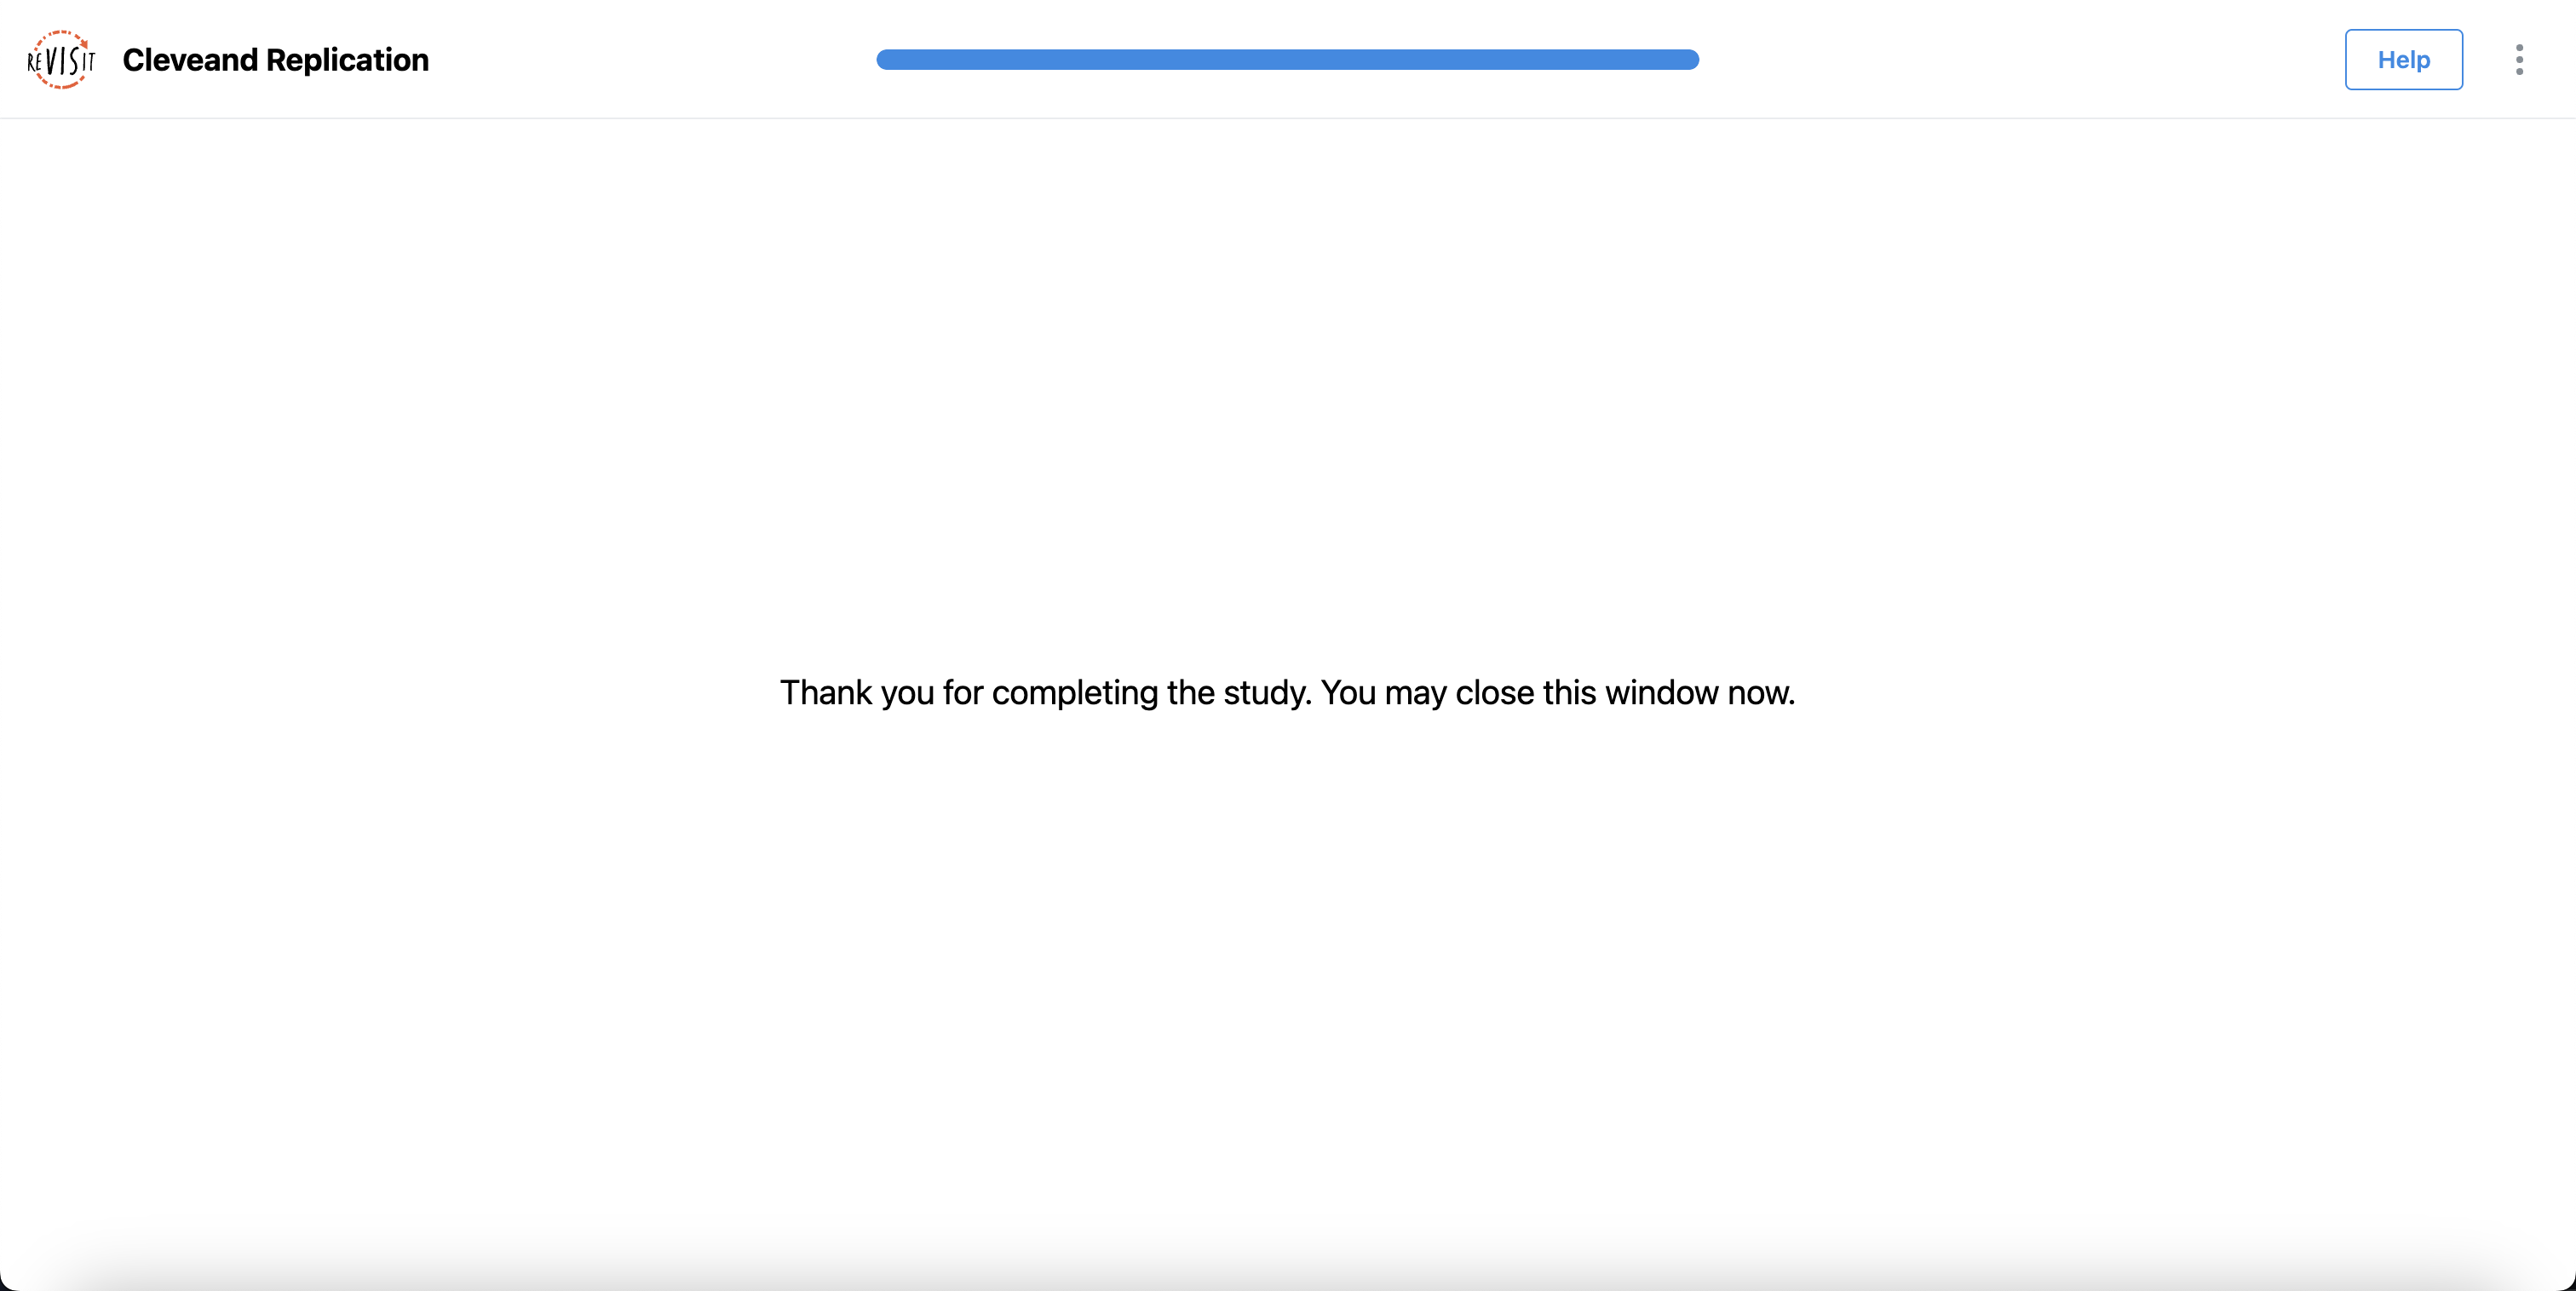 REVISIT
Cleveand Replication
Help
Thank you for completing the study. You may close this window now.